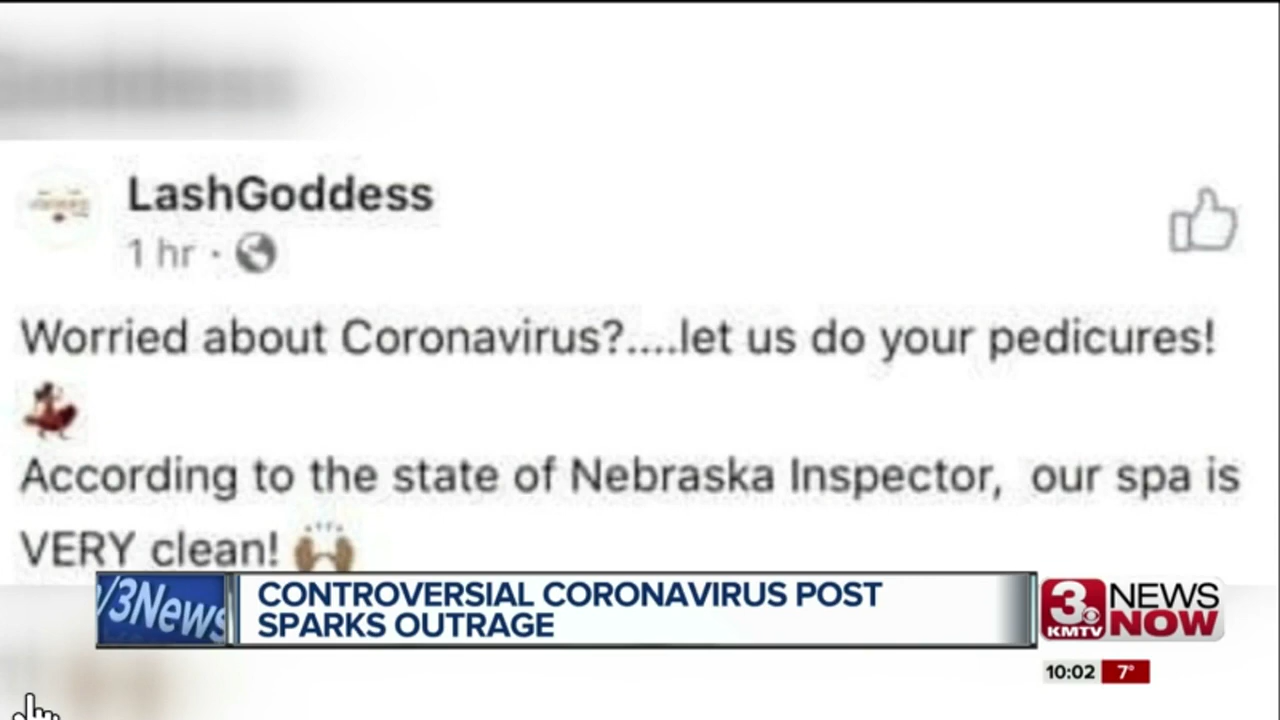 Goddess
LashGoddess
1 hr ·
Worried about Coronavirus?....let us do your pedicures!
💃🏾
According to the state of Nebraska Inspector,  our spa is
VERY clean! 🙌🏾
/3News
CONTROVERSIAL CORONAVIRUS POST
SPARKS OUTRAGE
3 KMTV NEWS NOW
10:02 7°